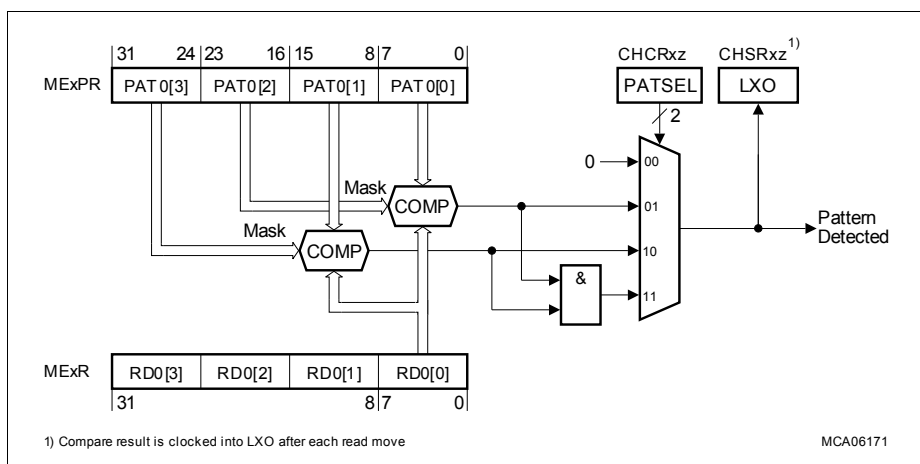 31 24 23 16 15 8 7 0
CHCRxz CHSRxz 1)
MExPR PAT0[3] PAT0[2] PAT0[1] PAT0[0] PATSEL LXO
2
0 00
Mask COMP 01
Mask COMP 10
Pattern
Detected
& 11
MExR RD0[3] RD0[2] RD0[1] RD0[0]
31 8 7 0
1) Compare result is clocked into LXO after each read move MCA06171